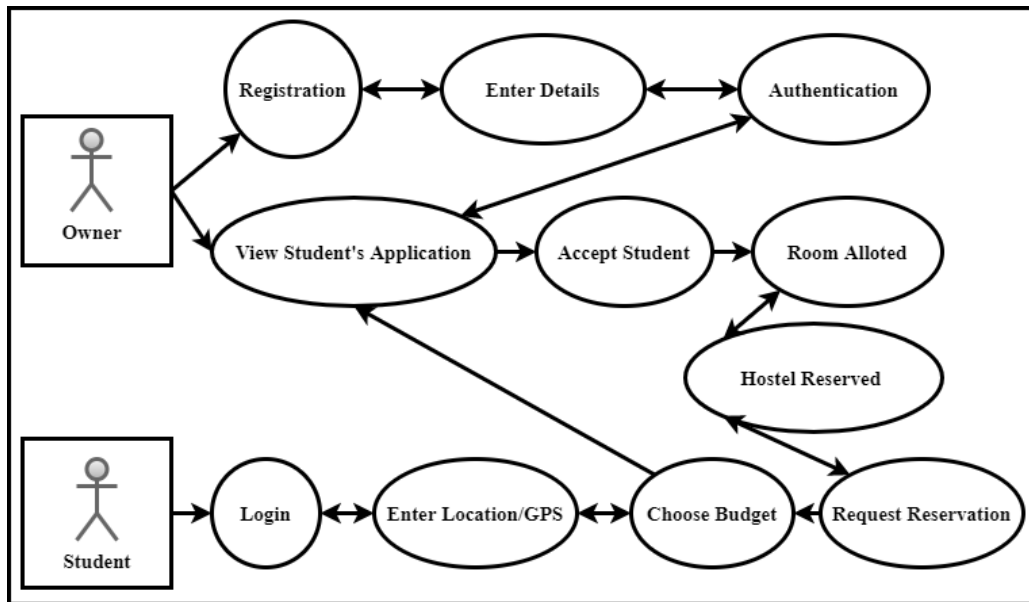 Registration
Enter Details
Authentication
Owner
View Student's Application
Accept Student
Room Alloted
Hostel Reserved
Login
Enter Location/GPS
Choose Budget
Request Reservation
Student